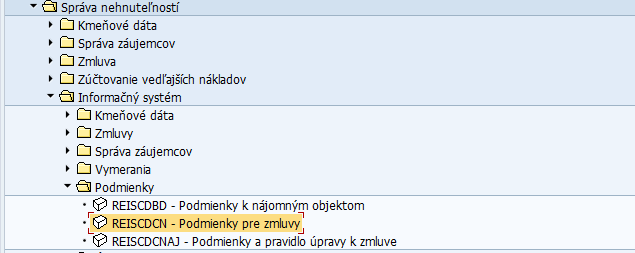 Správa nehnuteľností
Kmeňové dáta
Správa záujemcov
Zmluva
Zúčtovanie vedľajších nákladov
Informačný systém
Kmeňové dáta
Zmluvy
Správa záujemcov
Vymerania
Podmienky
REISCDBD - Podmienky k nájomným objektom
REISCDCN - Podmienky pre zmluvy
REISCDCNAJ - Podmienky a pravidlo úpravy k zmluve